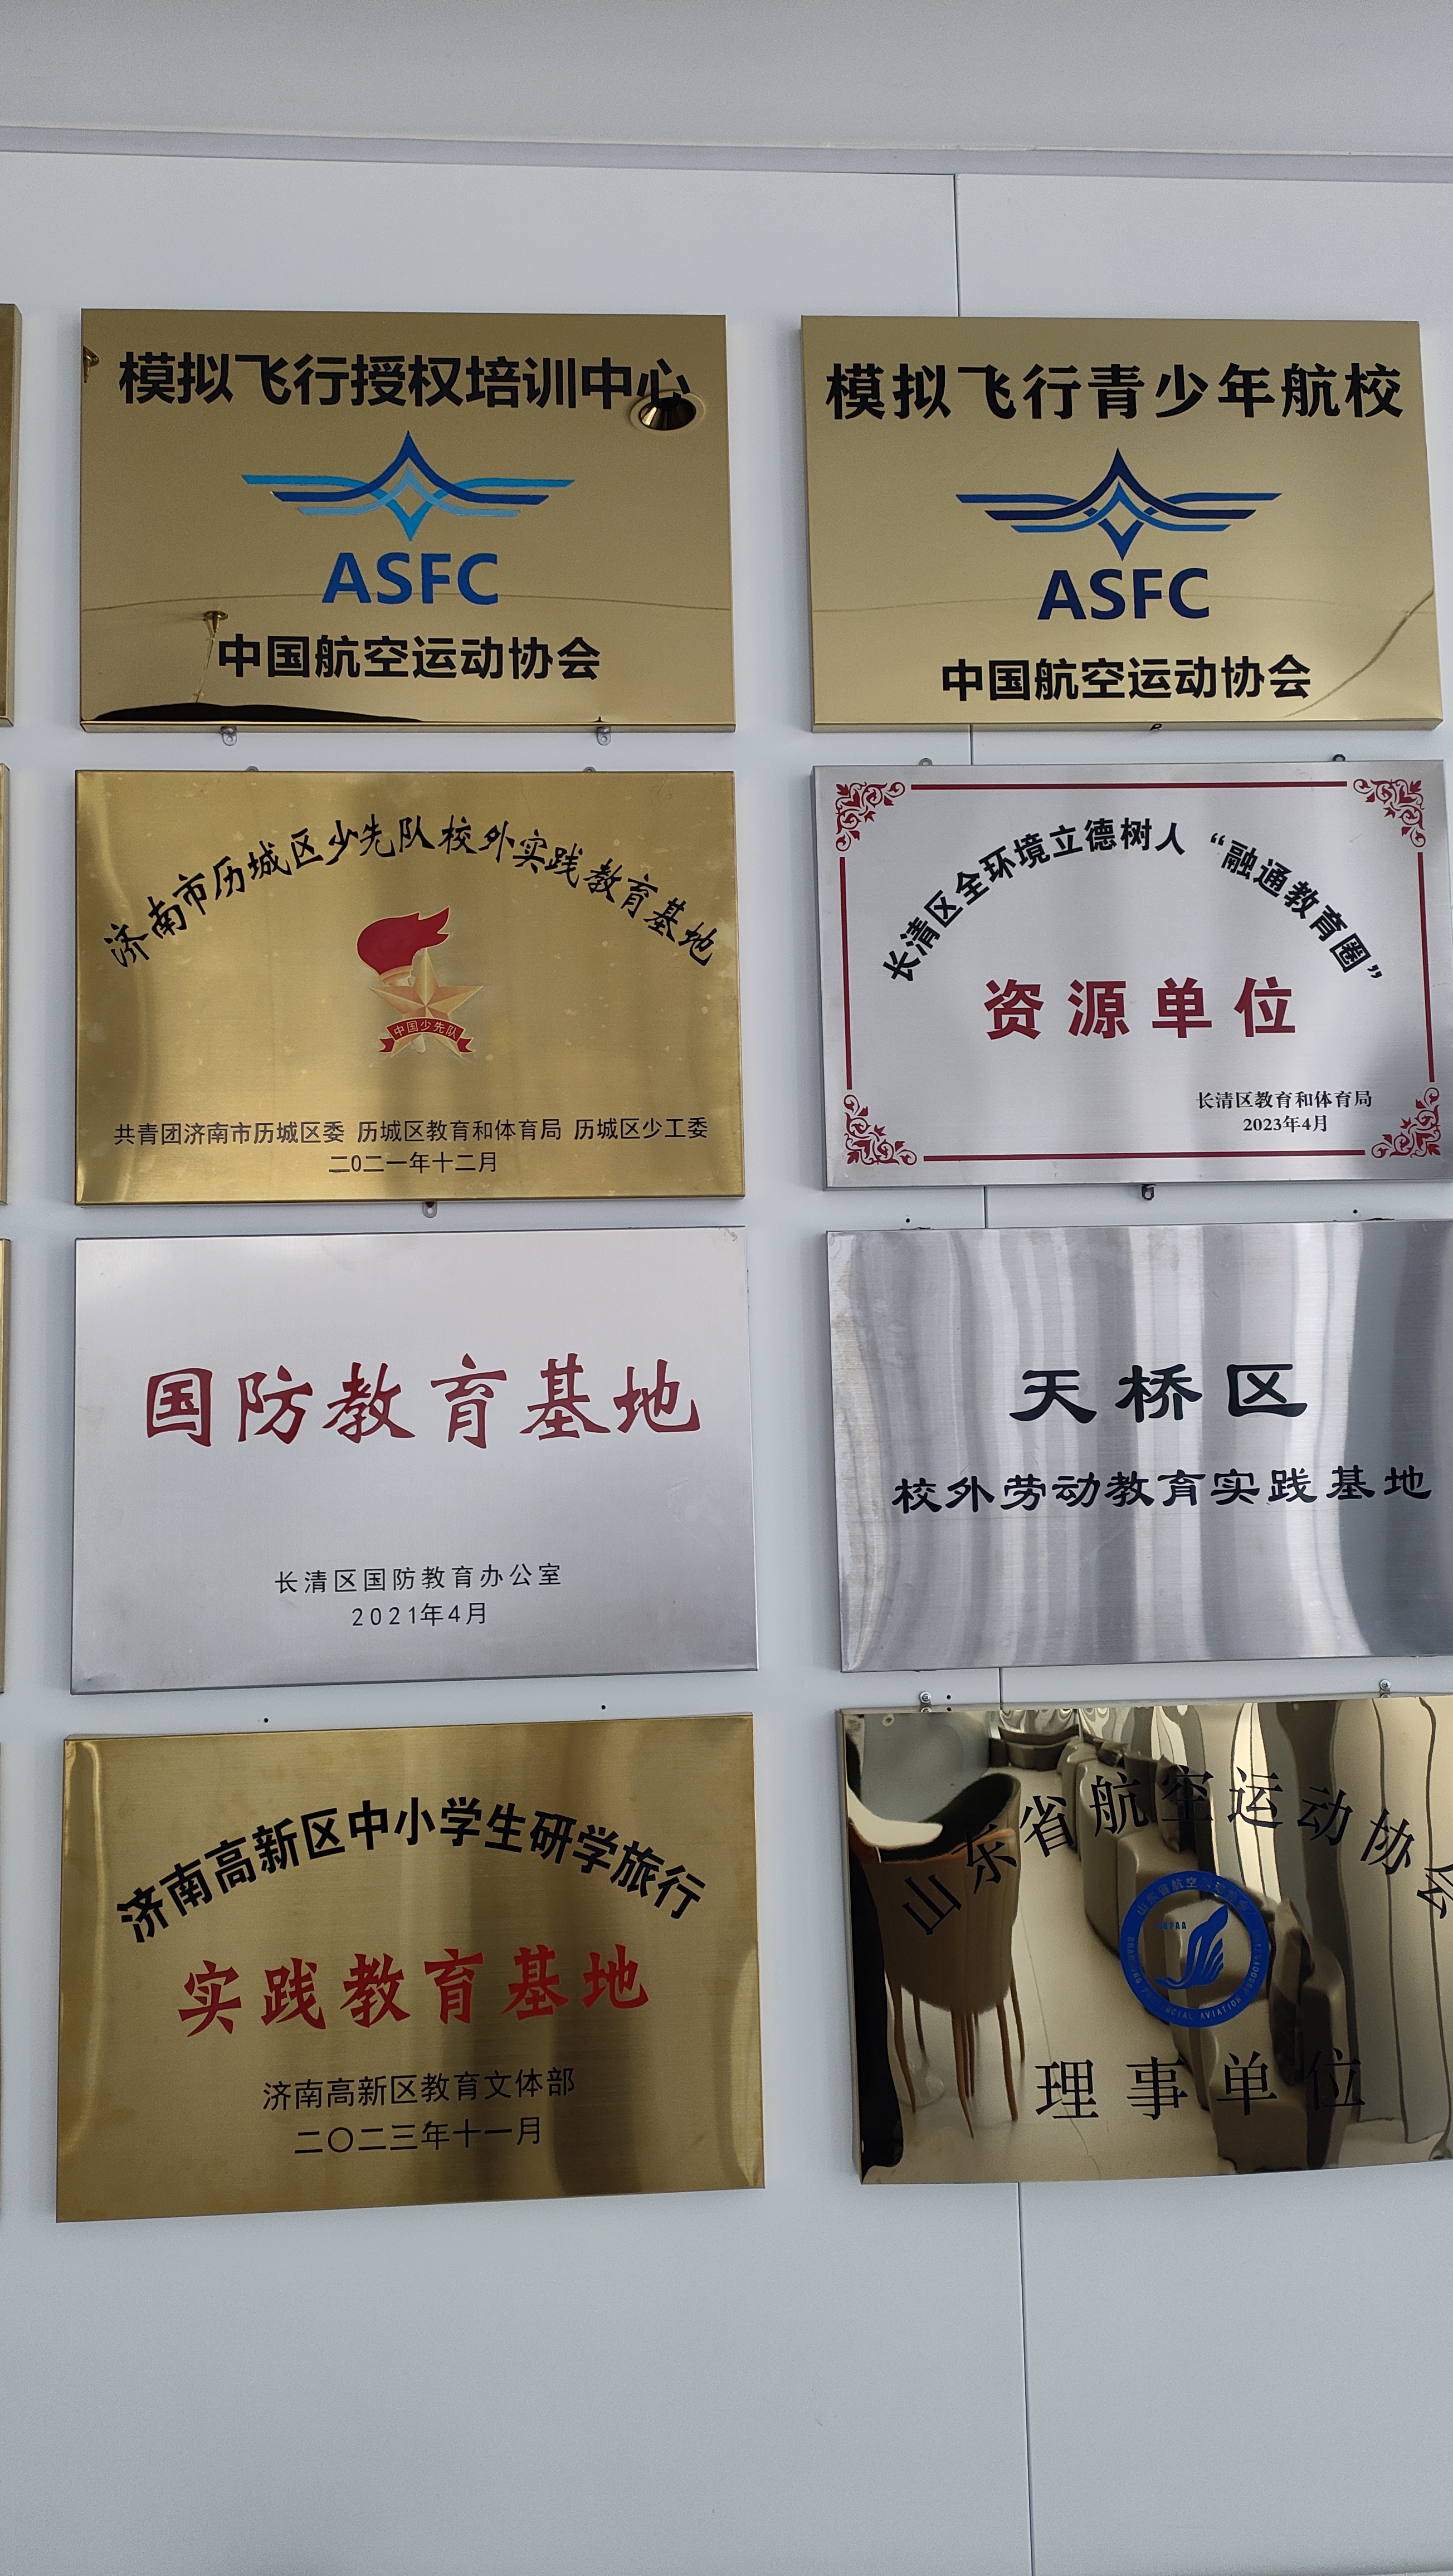 模拟飞行授权培训中心
ASFC
中国航空运动协会
模拟飞行青少年航校
ASFC
中国航空运动协会
济南市历城区少先队校外实践教育基地
中国少先队
共青团济南市历城区委 历城区教育和体育局 历城区少工委
二0二一年十二月
长清区全环境立德树人“融通教育圈”
资源单位
长清区教育和体育局
2023年4月
国防教育基地
长清区国防教育办公室
2021年4月
天桥区
校外劳动教育实践基地
济南高新区中小学生研学旅行
实践教育基地
济南高新区教育文体部
二〇二三年十一月
山东省航空运动协会
理事单位